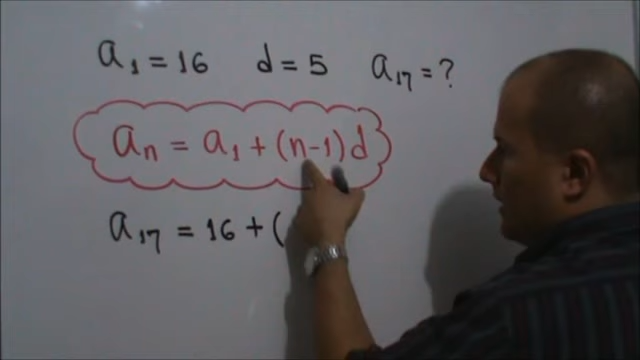 a₁ = 16 d = 5 a₁₇ = ?
aₙ = a₁ + (n-1)d
a₁₇ = 16 + (